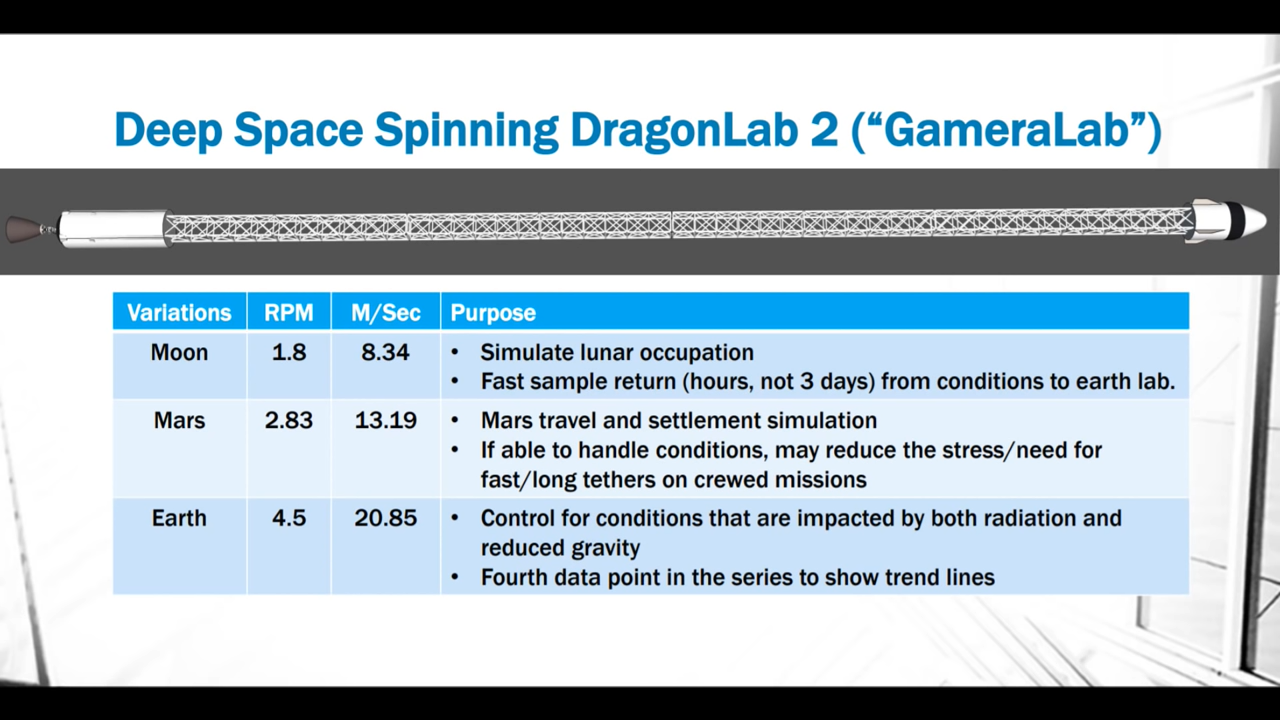 Deep Space Spinning DragonLab 2 (“GameraLab”)
Variations RPM M/Sec Purpose
Moon 1.8 8.34 • Simulate lunar occupation
• Fast sample return (hours, not 3 days) from conditions to earth lab.
Mars 2.83 13.19 • Mars travel and settlement simulation
• If able to handle conditions, may reduce the stress/need for
fast/long tethers on crewed missions
Earth 4.5 20.85 • Control for conditions that are impacted by both radiation and
reduced gravity
• Fourth data point in the series to show trend lines